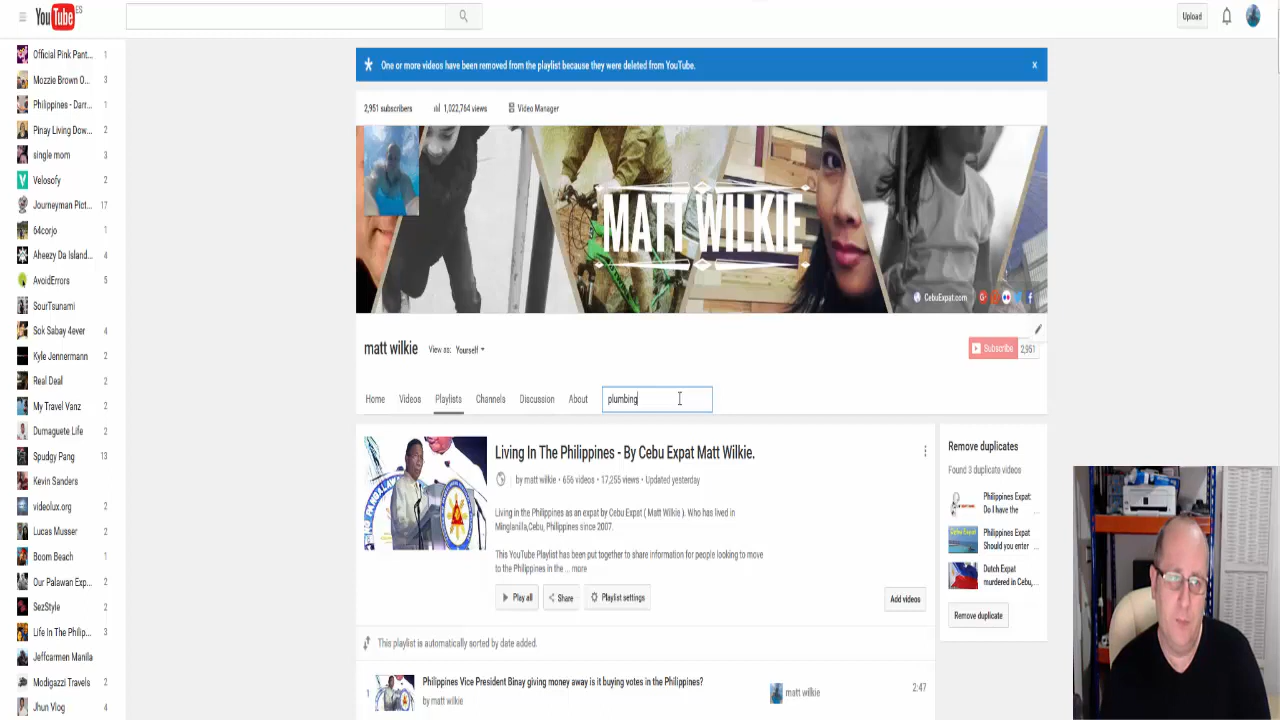 YouTube ES
Upload
Official Pink Pant... 1
Mozzie Brown O... 3
Philippines - Darr... 1
Pinay Living Dow... 2
single mom 3
Velosofy 2
Journeyman Pict... 17
64corjo 1
Aheezy Da Island... 4
AvoidErrors 5
SourTsunami
Sok Sabay 4ever 4
Kyle Jennermann 2
Real Deal 2
My Travel Vanz 2
Dumaguete Life 2
Spudgy Pang 13
Kevin Sanders
videolux.org 2
Lucas Musser 2
Boom Beach 1
Our Palawan Exp... 2
SezStyle 2
Life In The Philip... 3
Jeffcarmen Manila
Modigazzi Travels 2
Jhun Vlog 4
One or more videos have been removed from the playlist because they were deleted from YouTube. x
2,951 subscribers 1,022,764 views Video Manager
MATT WILKIE
CebuExpat.com
matt wilkie View as: Yourself
Subscribe 2,951
Home Videos Playlists Channels Discussion About plumbing
Living In The Philippines - By Cebu Expat Matt Wilkie.
by matt wilkie • 656 videos • 17,255 views • Updated yesterday
Living in the Philippines as an expat by Cebu Expat ( Matt Wilkie ). Who has lived in
Minglanilla,Cebu, Philippines since 2007.
This YouTube Playlist has been put together to share information for people looking to move
to the Philippines in the ... more
Play all Share Playlist settings Add videos
This playlist is automatically sorted by date added.
1 Philippines Vice President Binay giving money away is it buying votes in the Philippines?
by matt wilkie
matt wilkie 2:47
Remove duplicates
Found 3 duplicate videos
Philippines Expat:
Do I have the ...
Philippines Expat
Should you enter ...
Dutch Expat
murdered in Cebu, ...
Remove duplicate